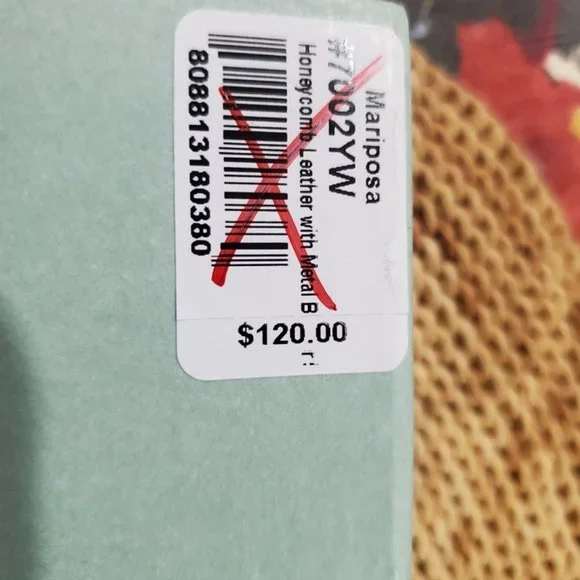 Mariposa
#7002YW
Honeycomb Leather with Metal B
808813180380
$120.00